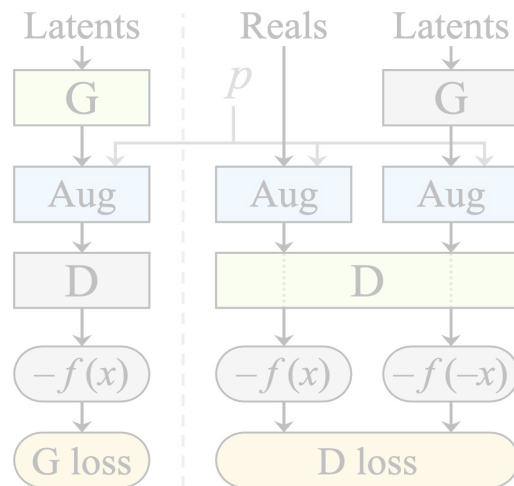 Latents Reals Latents
p
G G
Aug Aug Aug
D D
−f(x) −f(x) −f(−x)
G loss D loss